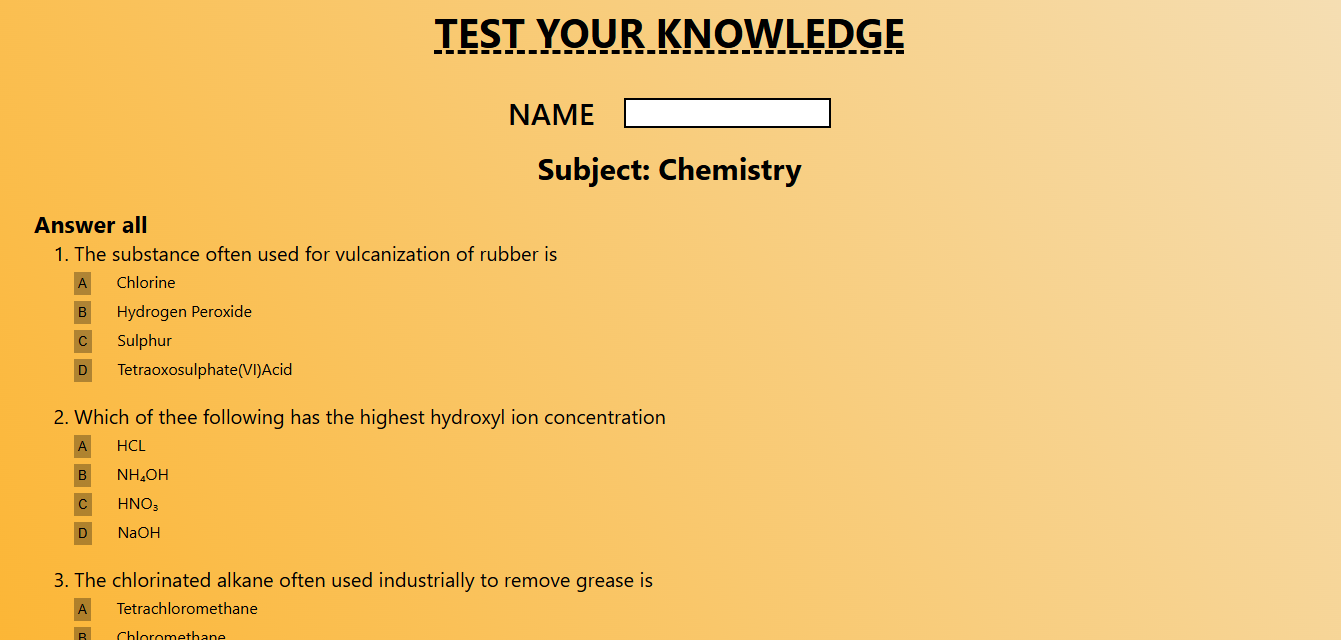 TEST YOUR KNOWLEDGE
NAME
Subject: Chemistry
Answer all
1. The substance often used for vulcanization of rubber is
A Chlorine
B Hydrogen Peroxide
C Sulphur
D Tetraoxosulphate(VI)Acid
2. Which of thee following has the highest hydroxyl ion concentration
A HCL
B NH₄OH
C HNO₃
D NaOH
3. The chlorinated alkane often used industrially to remove grease is
A Tetrachloromethane
B Chloromethane